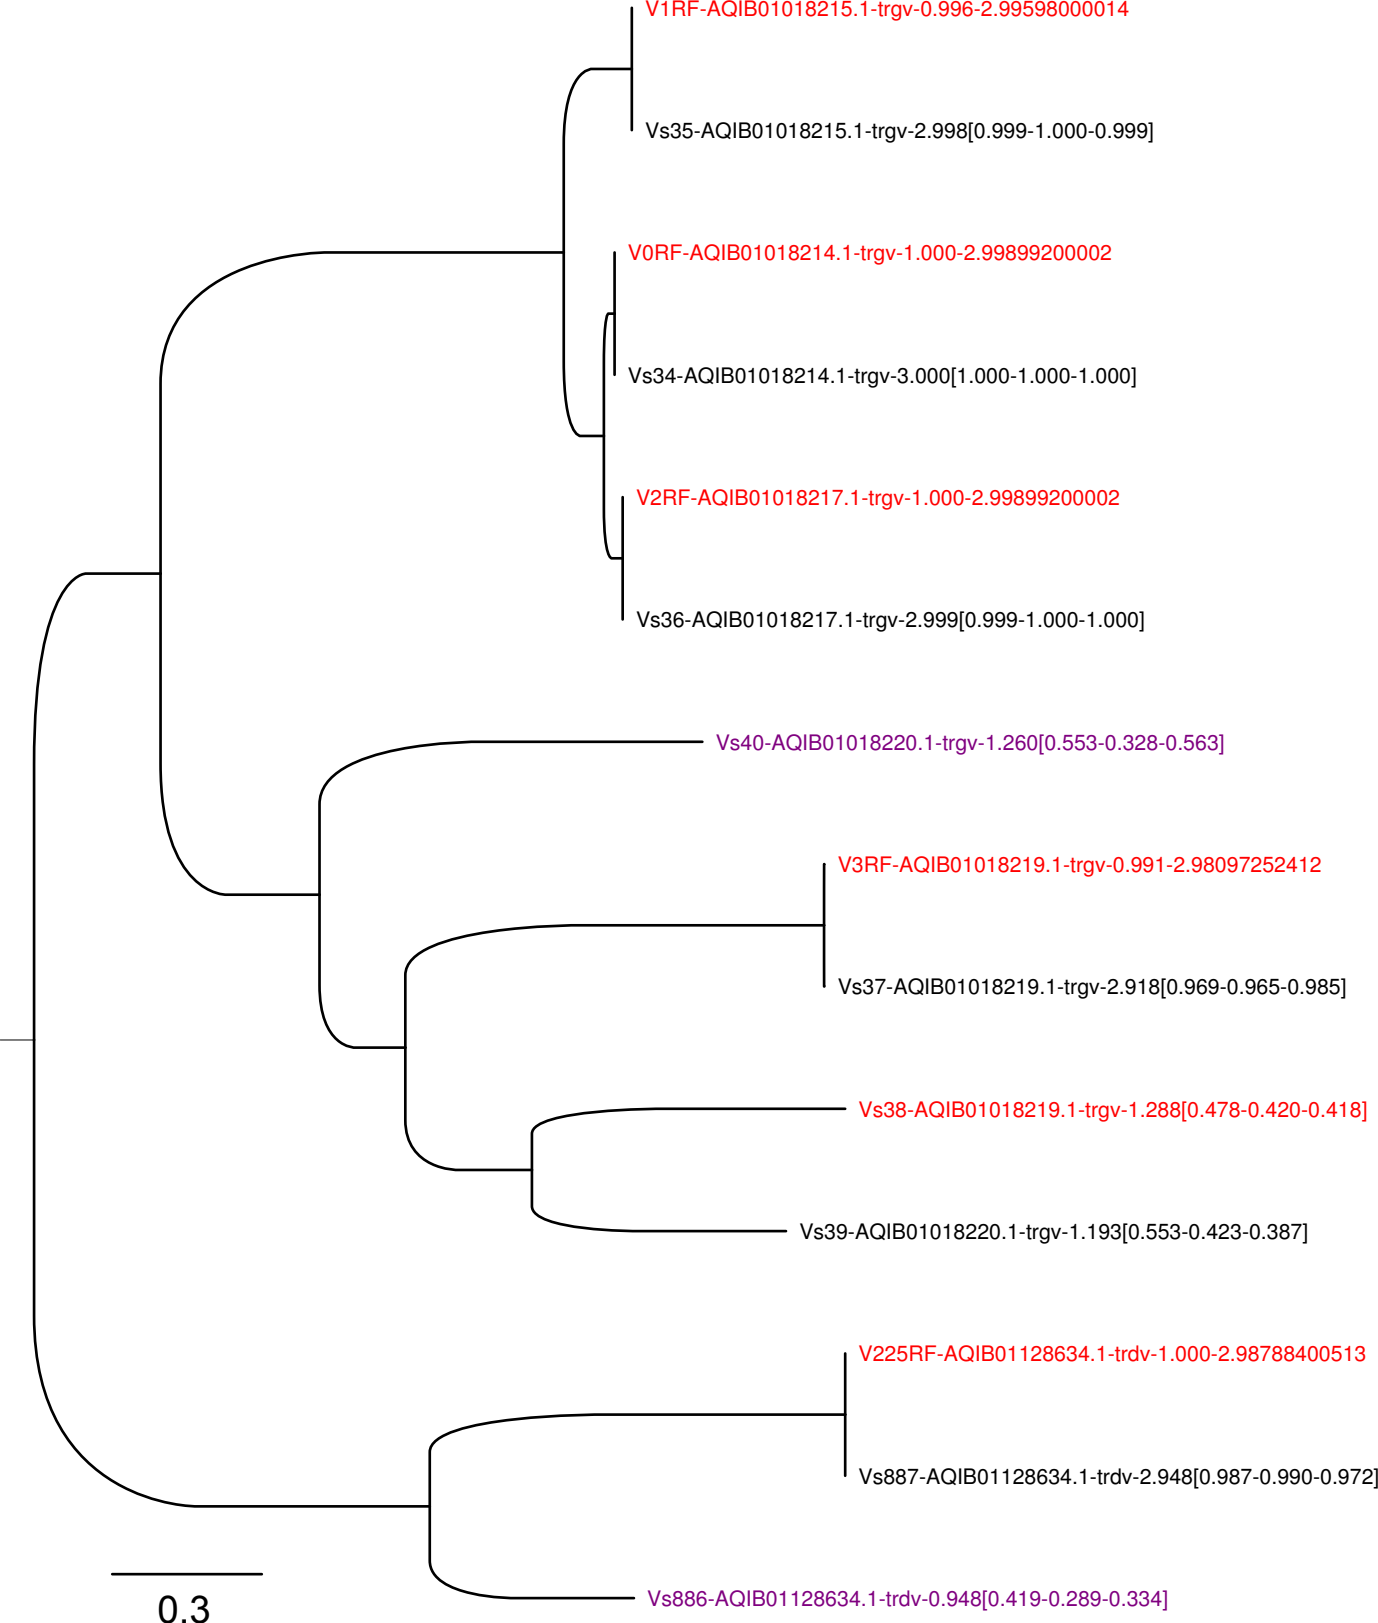 V1RF-AQIB01018215.1-trgv-0.996-2.99598000014
Vs35-AQIB01018215.1-trgv-2.998[0.999-1.000-0.999]
V0RF-AQIB01018214.1-trgv-1.000-2.99899200002
Vs34-AQIB01018214.1-trgv-3.000[1.000-1.000-1.000]
V2RF-AQIB01018217.1-trgv-1.000-2.99899200002
Vs36-AQIB01018217.1-trgv-2.999[0.999-1.000-1.000]
Vs40-AQIB01018220.1-trgv-1.260[0.553-0.328-0.563]
V3RF-AQIB01018219.1-trgv-0.991-2.98097252412
Vs37-AQIB01018219.1-trgv-2.918[0.969-0.965-0.985]
Vs38-AQIB01018219.1-trgv-1.288[0.478-0.420-0.418]
Vs39-AQIB01018220.1-trgv-1.193[0.553-0.423-0.387]
V225RF-AQIB01128634.1-trdv-1.000-2.98788400513
Vs887-AQIB01128634.1-trdv-2.948[0.987-0.990-0.972]
Vs886-AQIB01128634.1-trdv-0.948[0.419-0.289-0.334]
0.3